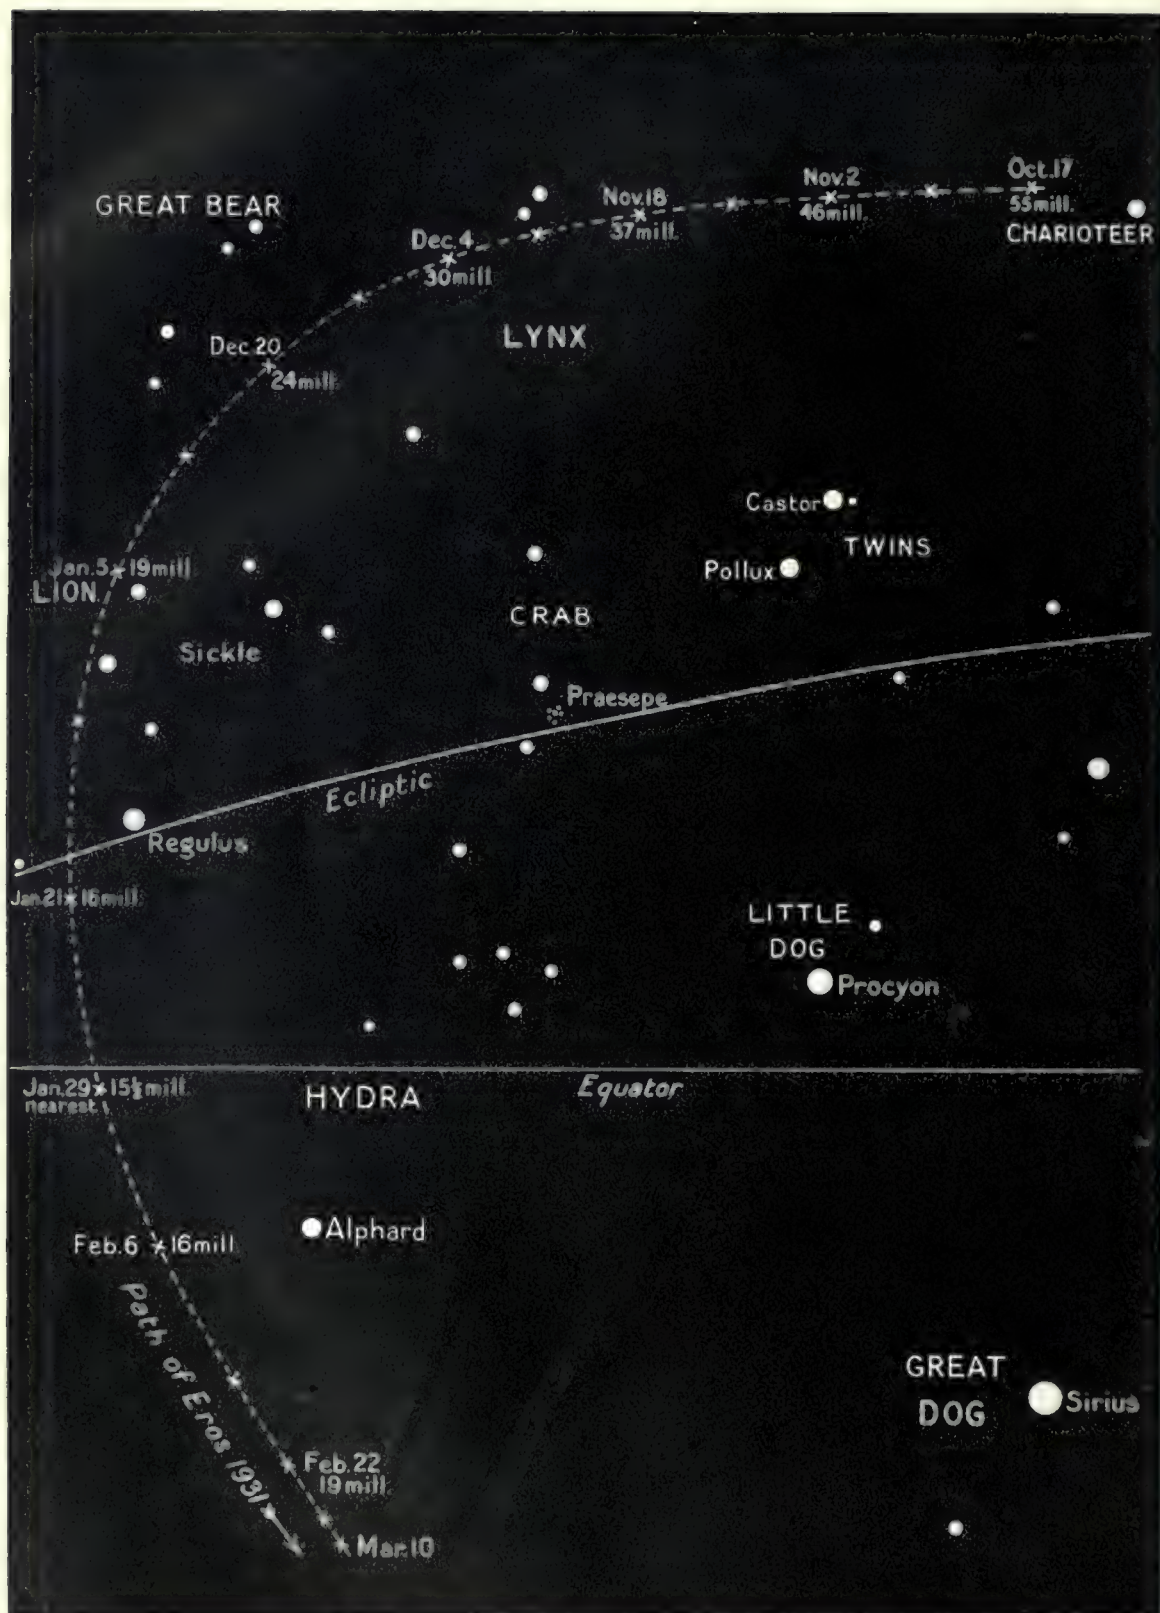 Oct.17
55mill.
CHARIOTEER
Nov.2
46mill.
Nov.18
37mill.
GREAT BEAR
Dec.4
30mill
LYNX
Dec.20
24mill.
Castor
TWINS
Pollux
Jan.5 19mill
LION
CRAB
Sickle
Praesepe
Ecliptic
Regulus
Jan.21 16mill.
LITTLE
DOG
Procyon
Jan.29 15½mill.
nearest
Equator
HYDRA
Alphard
Feb.6 16mill
Path of Eros 1931
GREAT
DOG
Sirius
Feb.22
19mill.
Mar.10